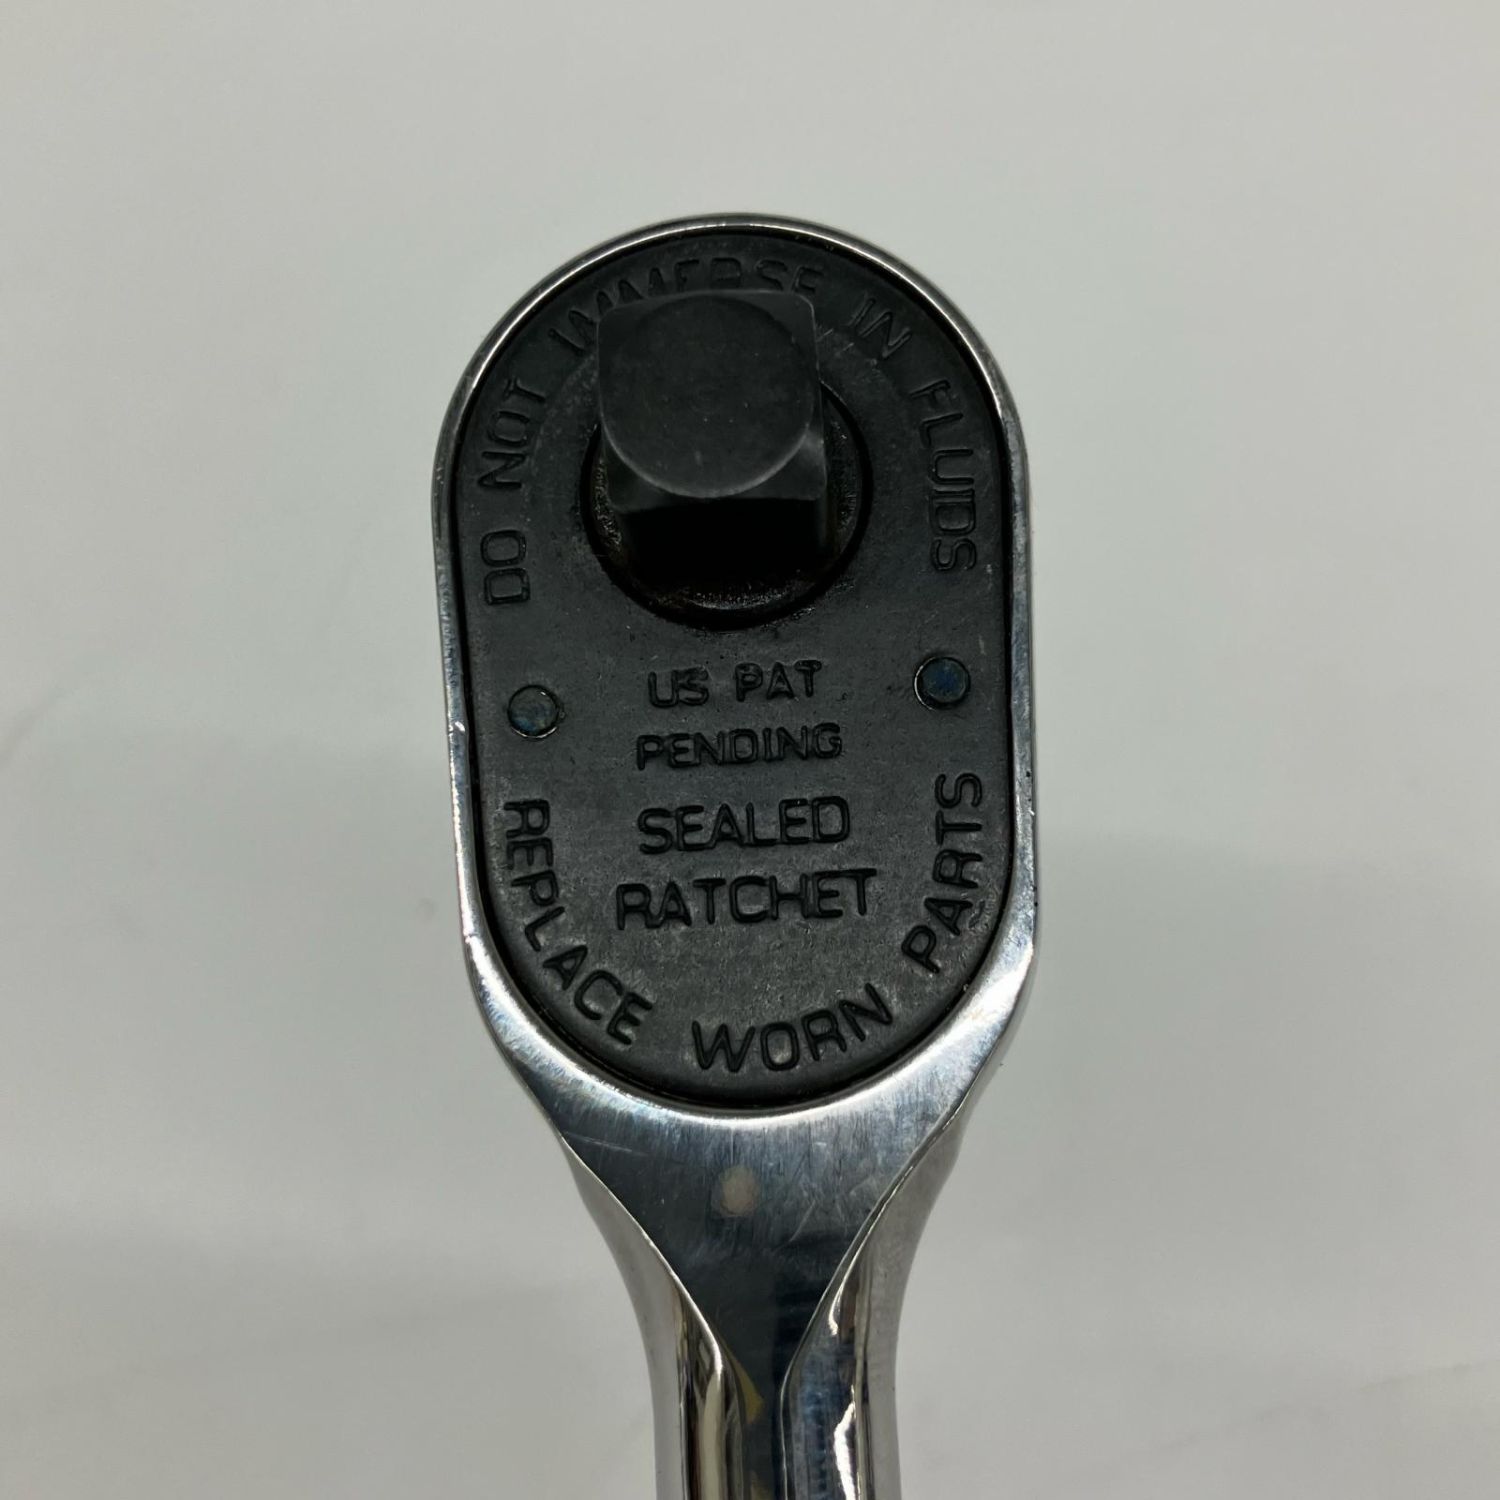 DO NOT IMMERSE IN FLUIDS
US PAT
PENDING
SEALED
RATCHET
REPLACE WORN PARTS